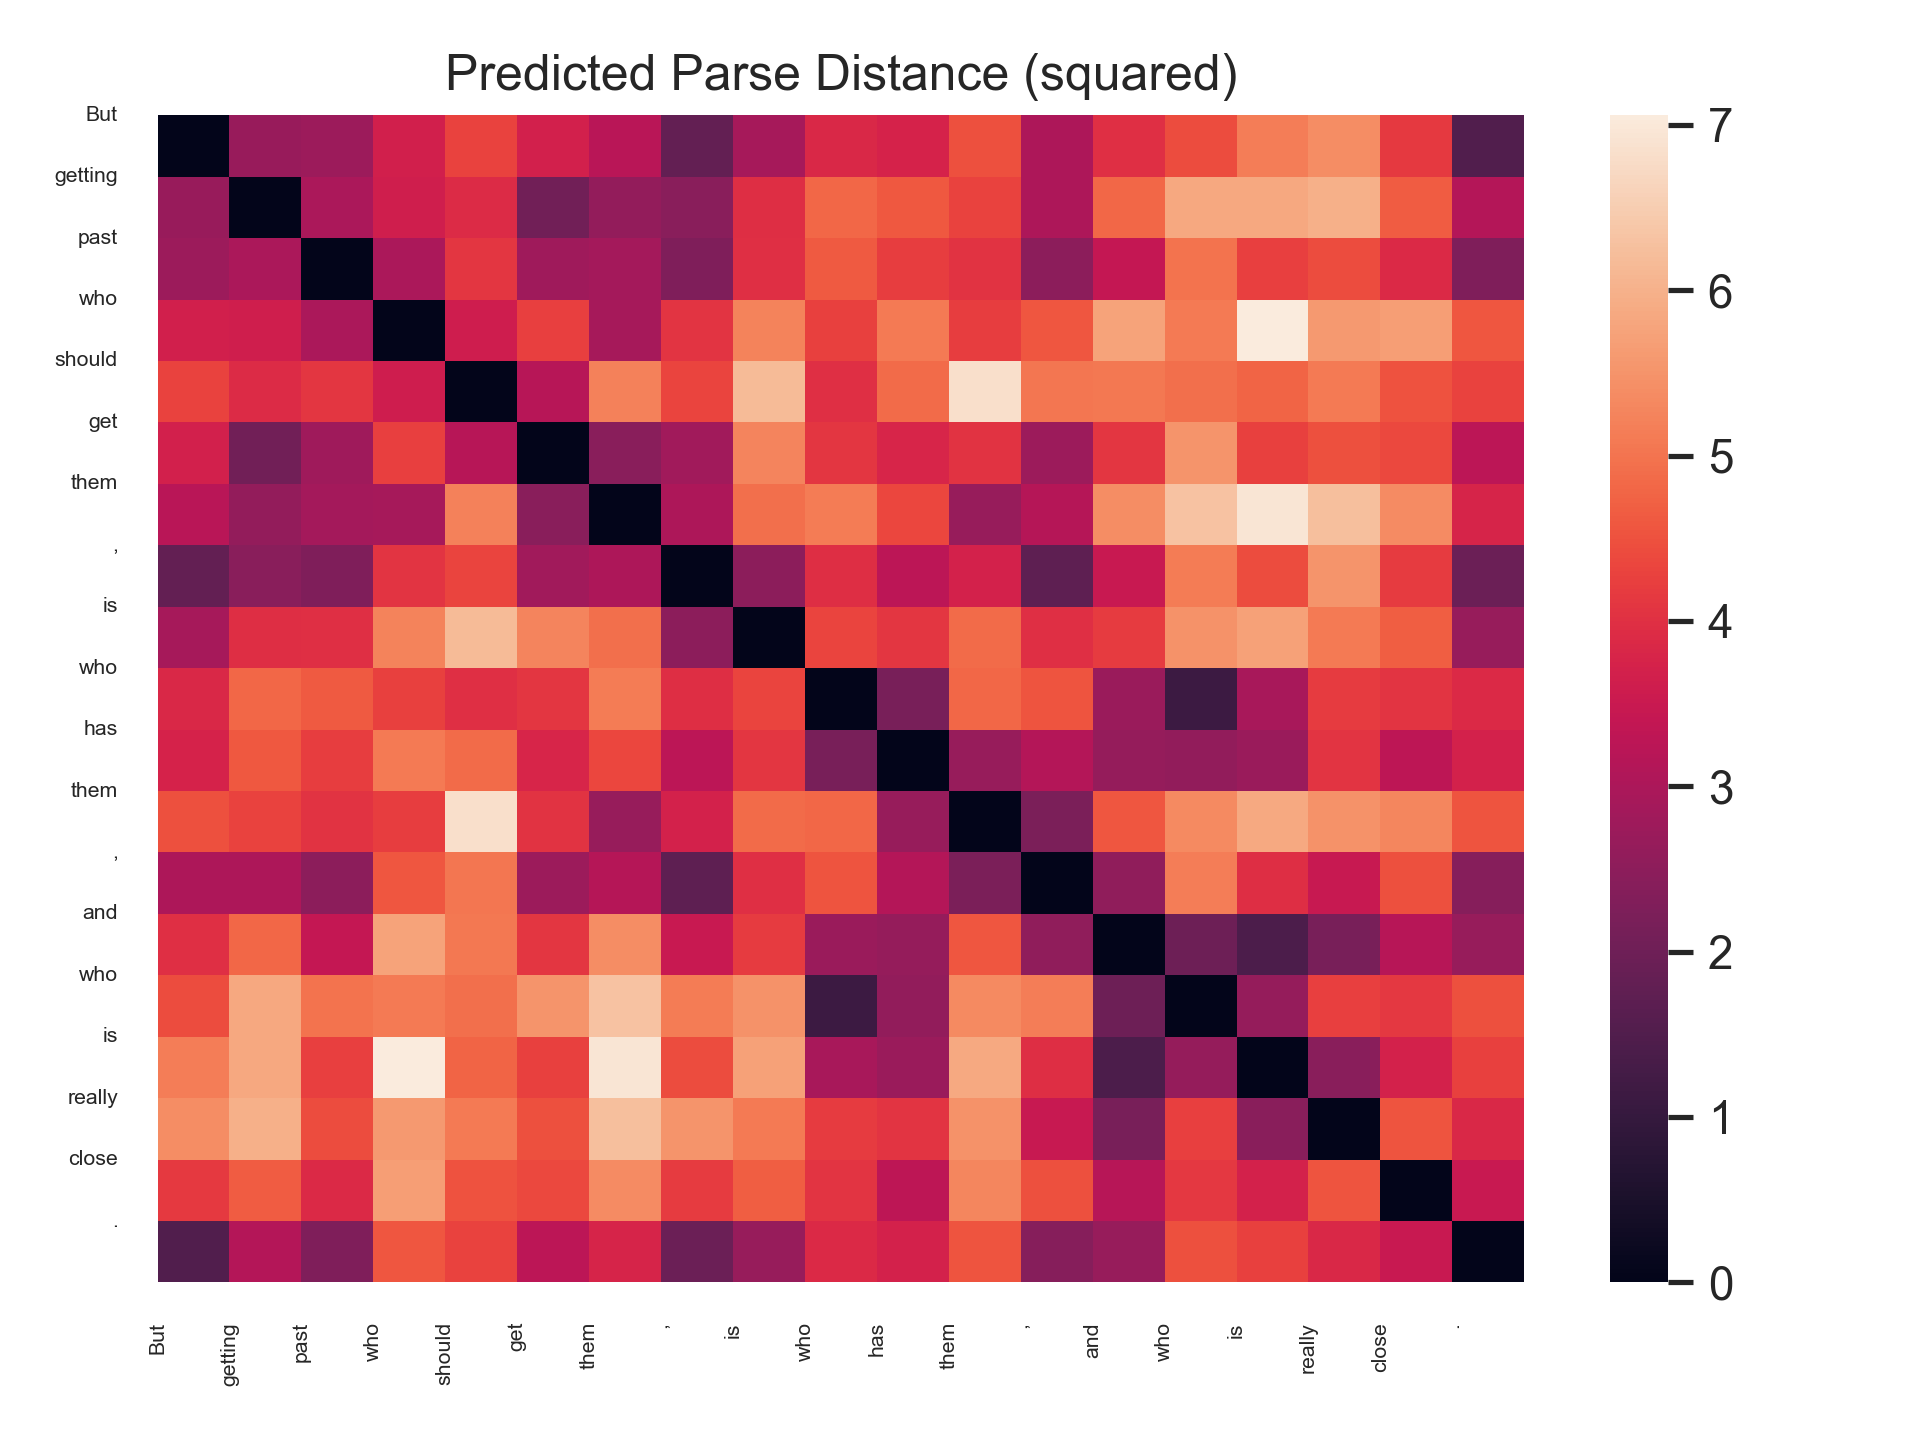 Predicted Parse Distance (squared)
But
getting
past
who
should
get
them
,
is
who
has
them
,
and
who
is
really
close
.
7
6
5
4
3
2
1
0
But getting past who should get them , is who has them , and who is really close .